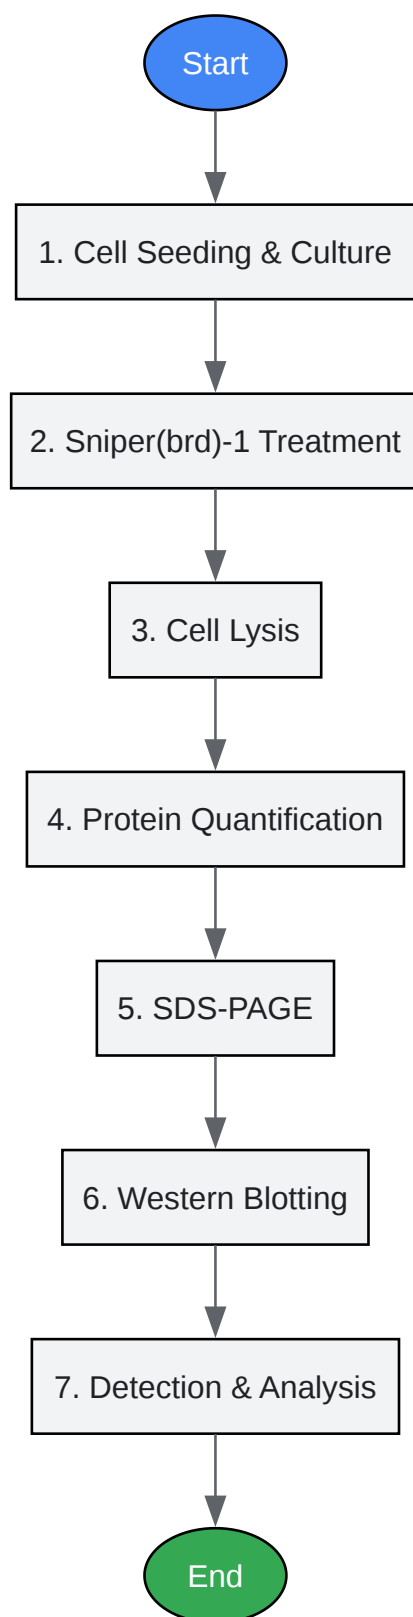 Start
1. Cell Seeding & Culture
2. Sniper(brd)-1 Treatment
3. Cell Lysis
4. Protein Quantification
5. SDS-PAGE
6. Western Blotting
7. Detection & Analysis
End